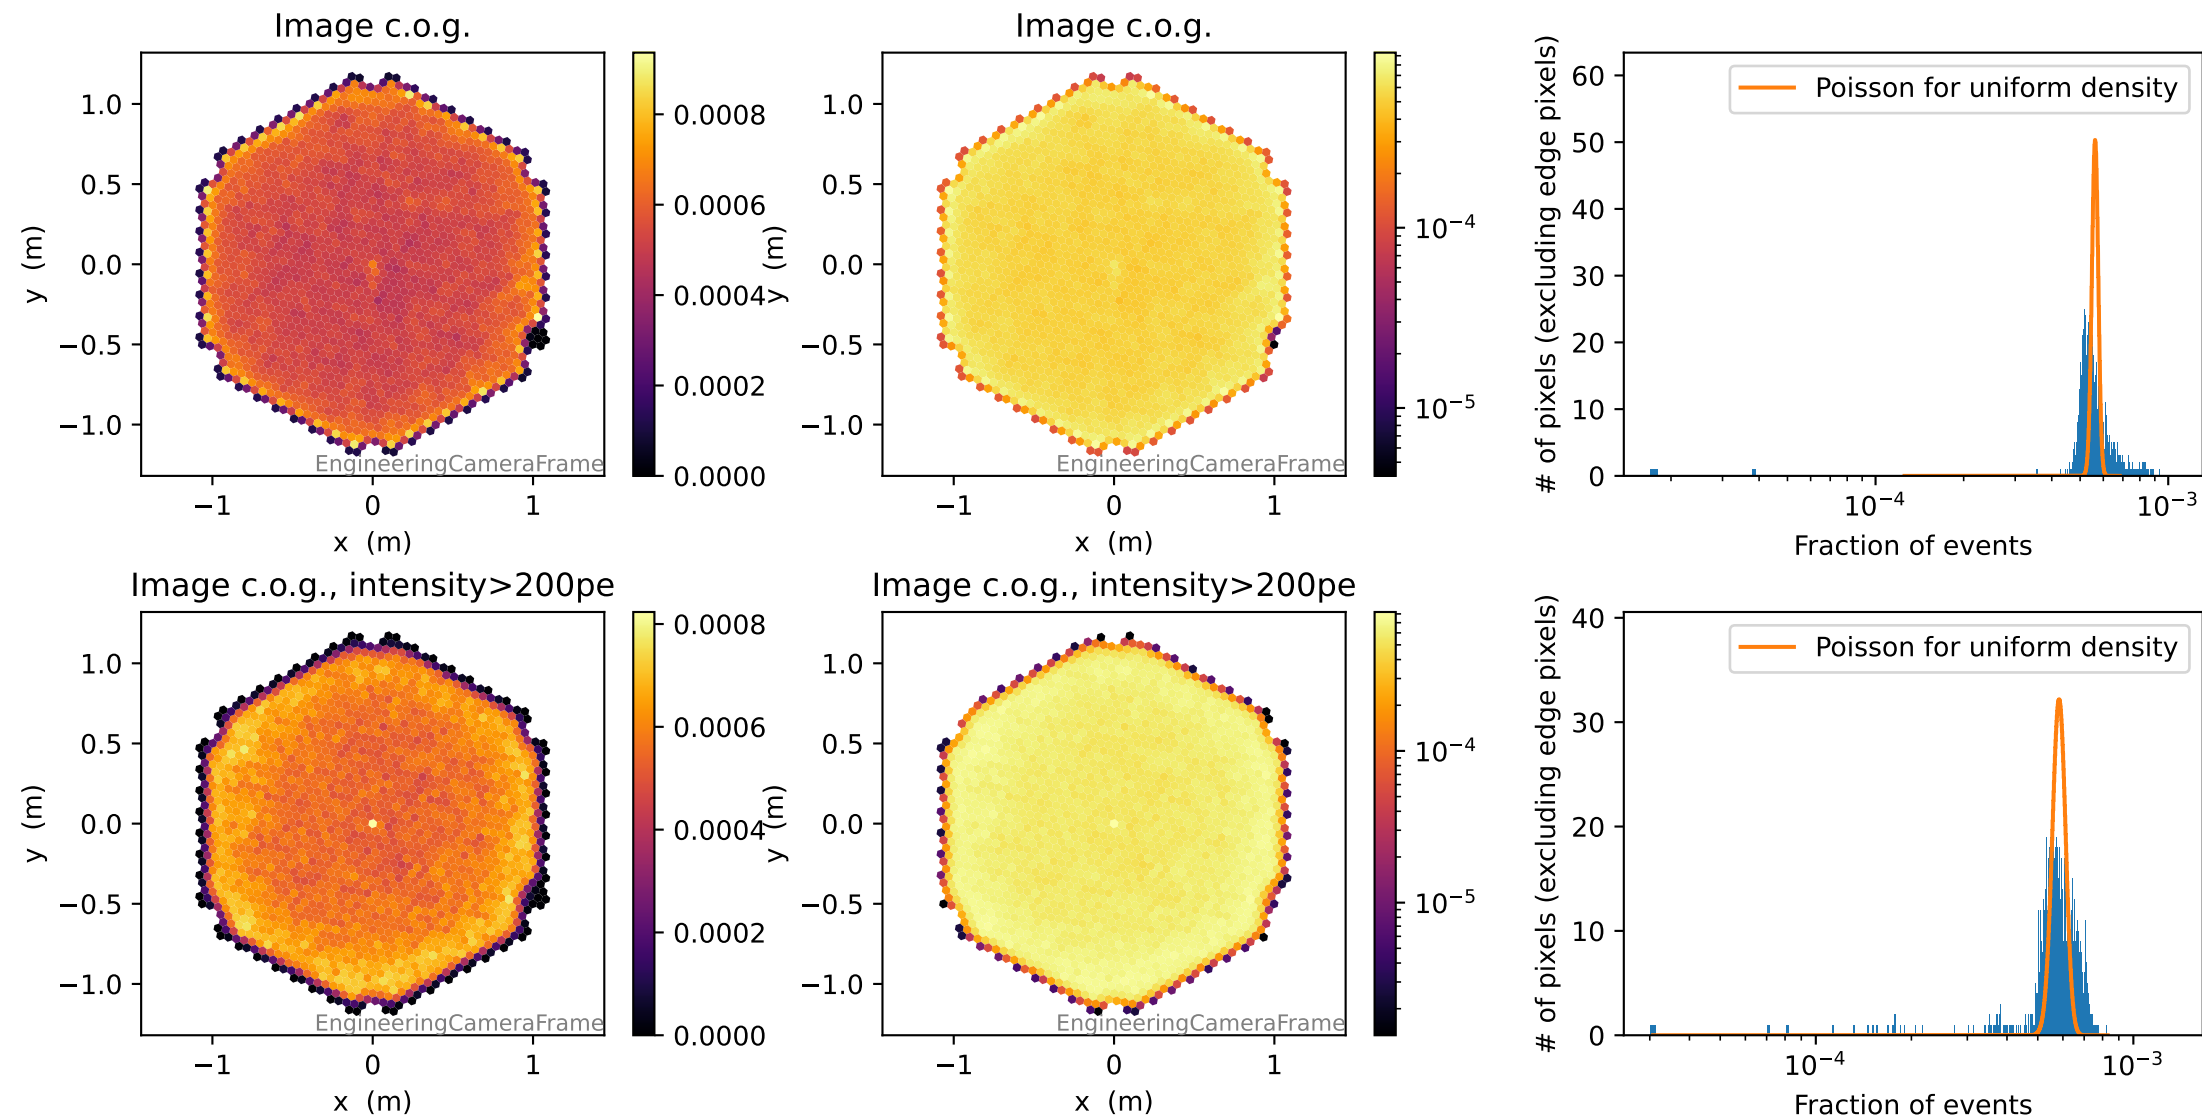 Image c.o.g.
1.0
0.5
0.0
−0.5
−1.0
y (m)
−1
0
1
x (m)
EngineeringCameraFrame
0.0008
0.0006
0.0004
0.0002
0.0000
Image c.o.g.
1.0
0.5
0.0
−0.5
−1.0
y (m)
−1
0
1
x (m)
EngineeringCameraFrame
10⁻⁴
10⁻⁵
Poisson for uniform density
60
50
40
30
20
10
0
# of pixels (excluding edge pixels)
10⁻⁴
10⁻³
Fraction of events
Image c.o.g., intensity>200pe
1.0
0.5
0.0
−0.5
−1.0
y (m)
−1
0
1
x (m)
EngineeringCameraFrame
0.0008
0.0006
0.0004
0.0002
0.0000
Image c.o.g., intensity>200pe
1.0
0.5
0.0
−0.5
−1.0
y (m)
−1
0
1
x (m)
EngineeringCameraFrame
10⁻⁴
10⁻⁵
Poisson for uniform density
40
30
20
10
0
# of pixels (excluding edge pixels)
10⁻⁴
10⁻³
Fraction of events